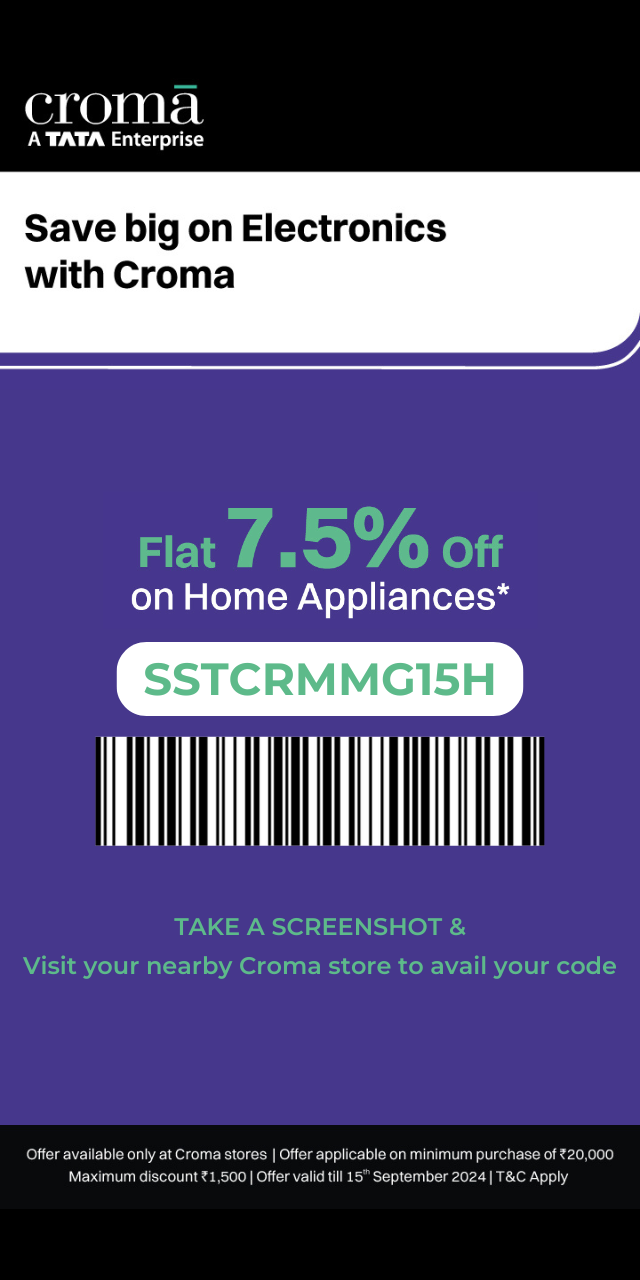 cromā
A TATA Enterprise
Save big on Electronics
with Croma
Flat 7.5% Off
on Home Appliances*
SSTCRMMG15H
TAKE A SCREENSHOT &
Visit your nearby Croma store to avail your code
Offer available only at Croma stores | Offer applicable on minimum purchase of ₹20,000
Maximum discount ₹1,500 | Offer valid till 15th September 2024 | T&C Apply